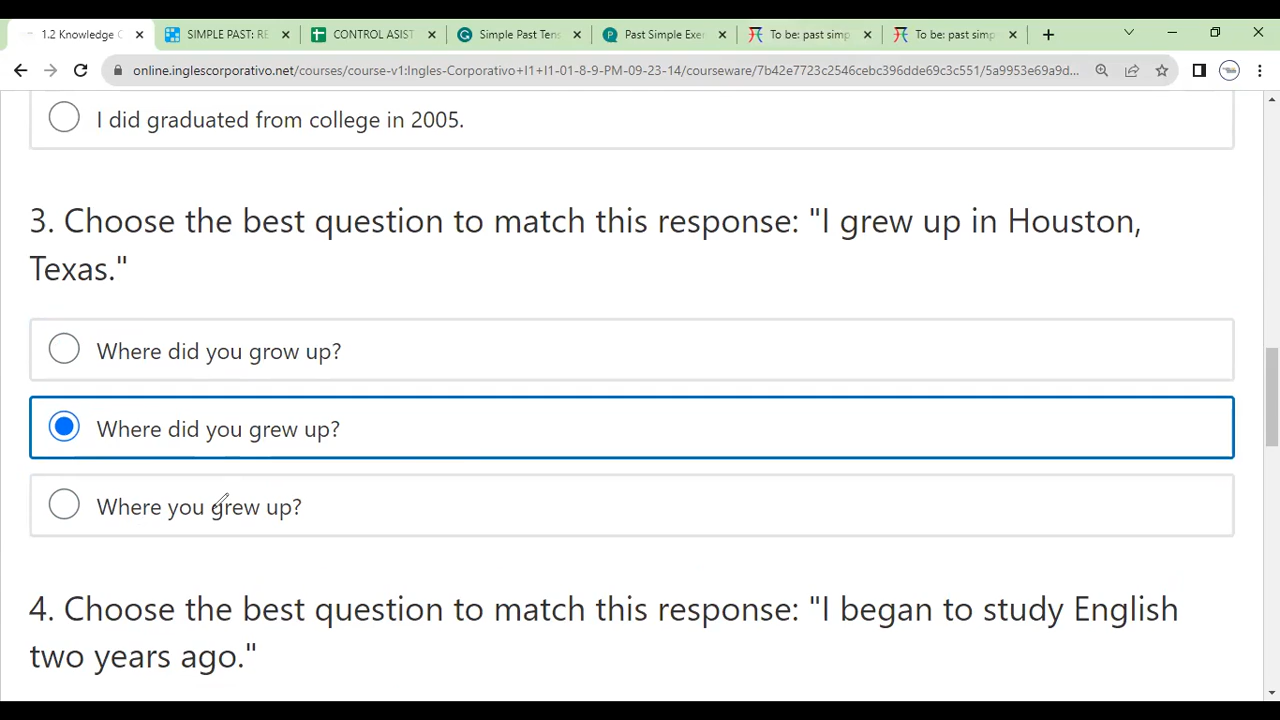 1.2 Knowledge C
SIMPLE PAST: RE
CONTROL ASIST
Simple Past Ten
Past Simple Exe
To be: past simp
To be: past simp
online.inglescorporativo.net/courses/course-v1:Ingles-Corporativo+I1+I1-01-8-9-PM-09-23-14/courseware/7b42e7723c2546cebc396dde69c3c551/5a9953e69a9d...
I did graduated from college in 2005.
3. Choose the best question to match this response: "I grew up in Houston,
Texas."
Where did you grow up?
Where did you grew up?
Where you grew up?
4. Choose the best question to match this response: "I began to study English
two years ago."